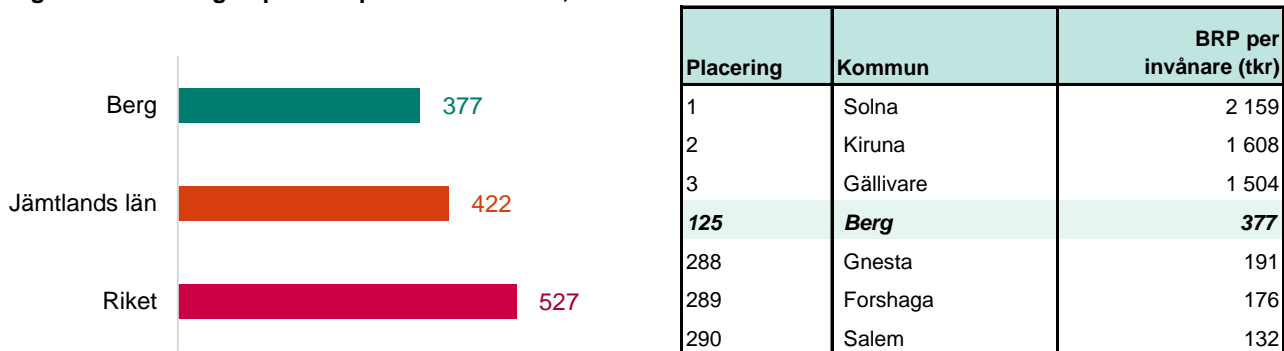 Berg 377
Jämtlands län 422
Riket 527
Placering Kommun BRP per
invånare (tkr)
1 Solna 2 159
2 Kiruna 1 608
3 Gällivare 1 504
125 Berg 377
288 Gnesta 191
289 Forshaga 176
290 Salem 132